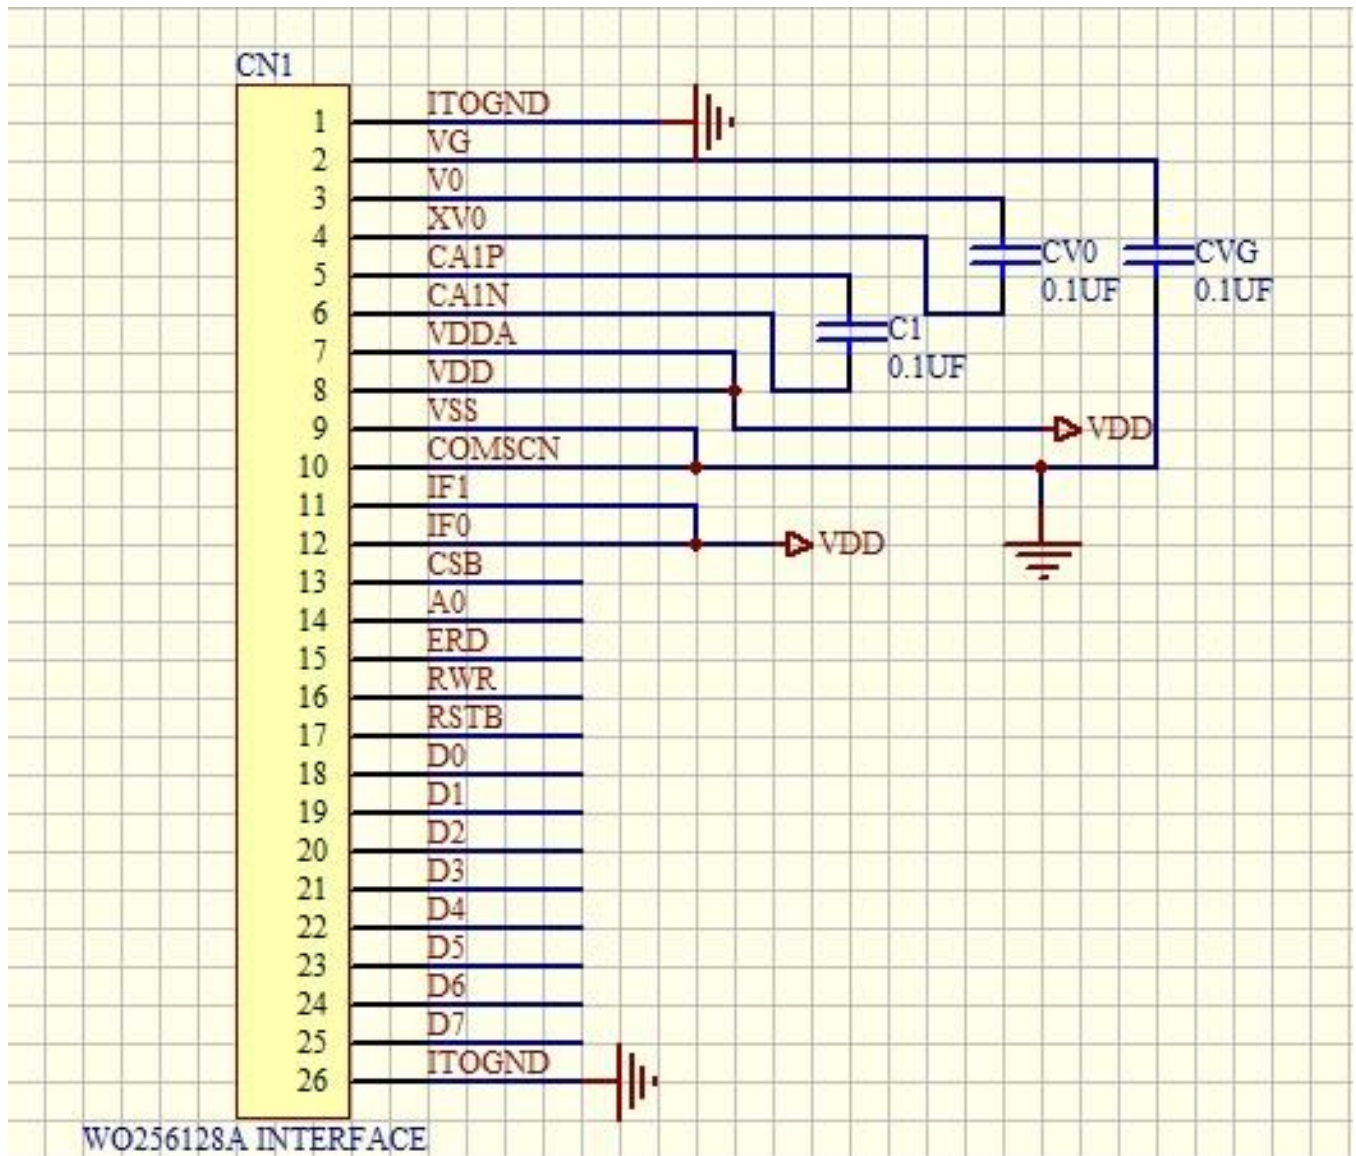 CN1
1 ITOGND
2 VG
3 V0
4 XV0
CV0 CVG
5 CA1P
0.1UF 0.1UF
6 CA1N
C1
7 VDDA
0.1UF
8 VDD
9 VSS VDD
10 COMSCN
11 IF1
12 IF0 VDD
13 CSB
14 A0
15 ERD
16 RWR
17 RSTB
18 D0
19 D1
20 D2
21 D3
22 D4
23 D5
24 D6
25 D7
26 ITOGND
WO256128A INTERFACE